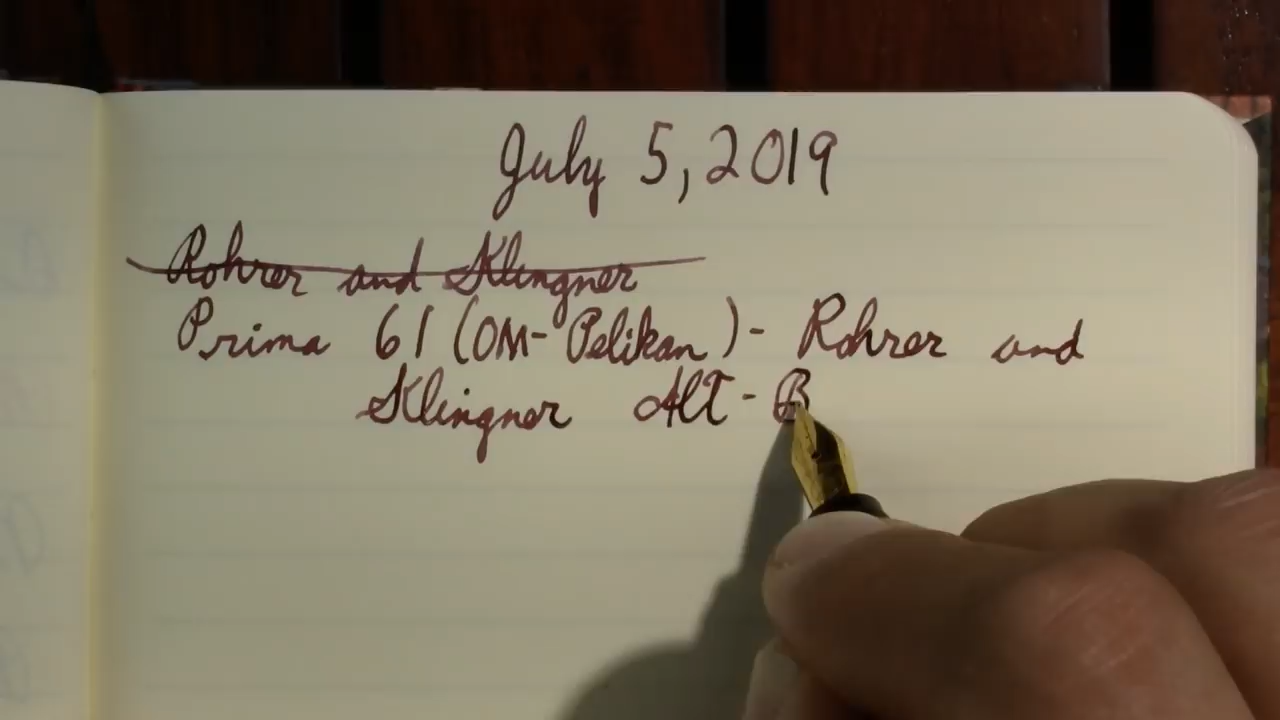 July 5, 2019
Rohrer and Klingner
Prima 61 (OM-Pelikan) - Rohrer and
Klingner Alt - B